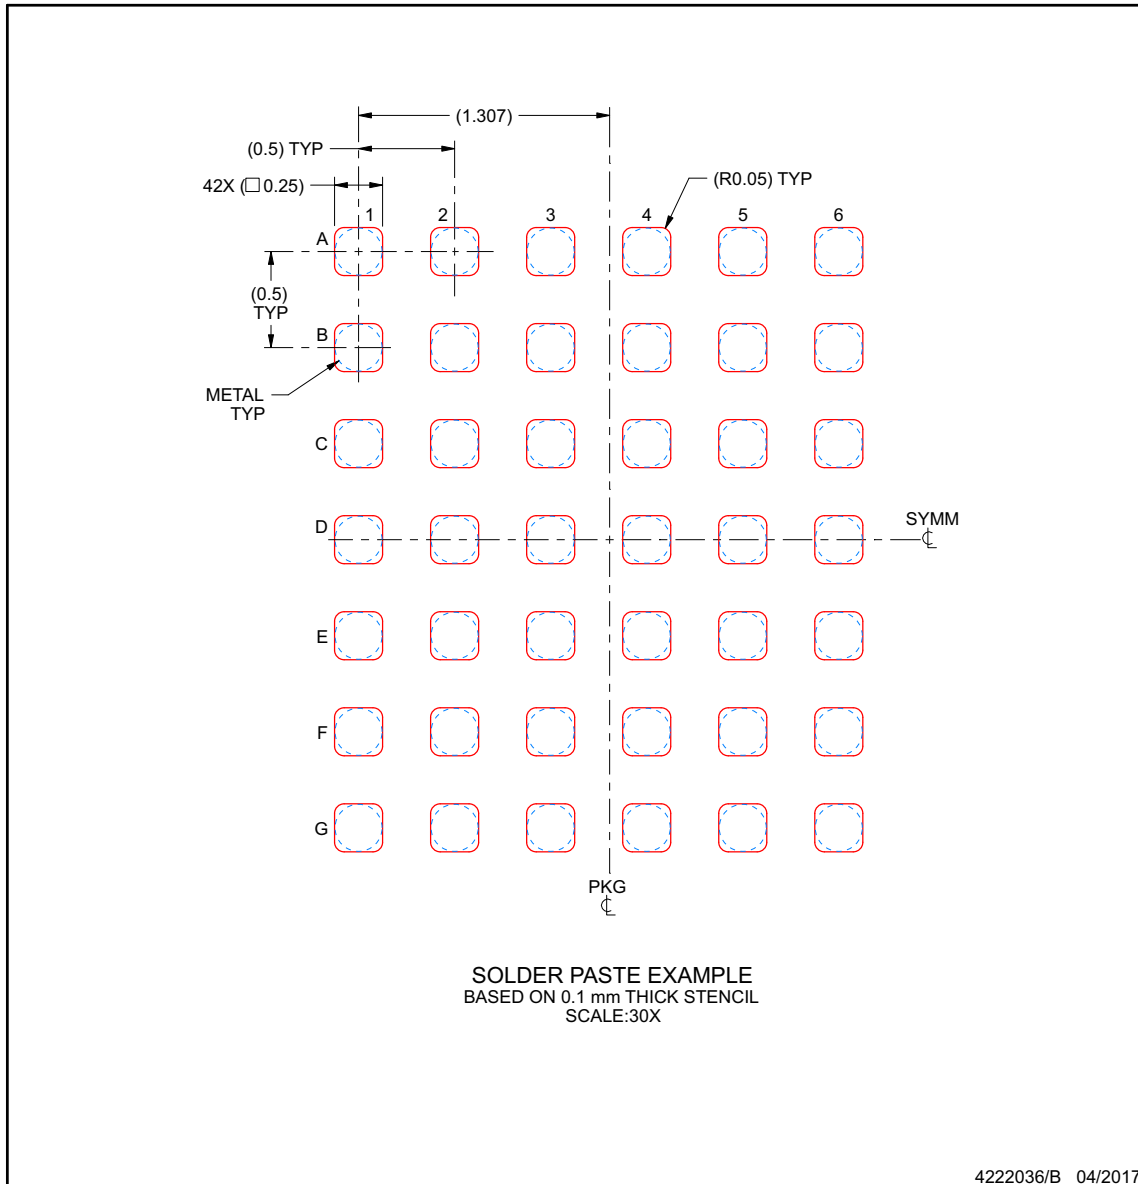 (1.307)
(0.5) TYP
42X (□ 0.25)
(R0.05) TYP
1 2 3 4 5 6
A
(0.5)
TYP
B
METAL
TYP
C
D
SYMM
℄
E
F
G
PKG
℄
SOLDER PASTE EXAMPLE
BASED ON 0.1 mm THICK STENCIL
SCALE:30X
4222036/B 04/2017